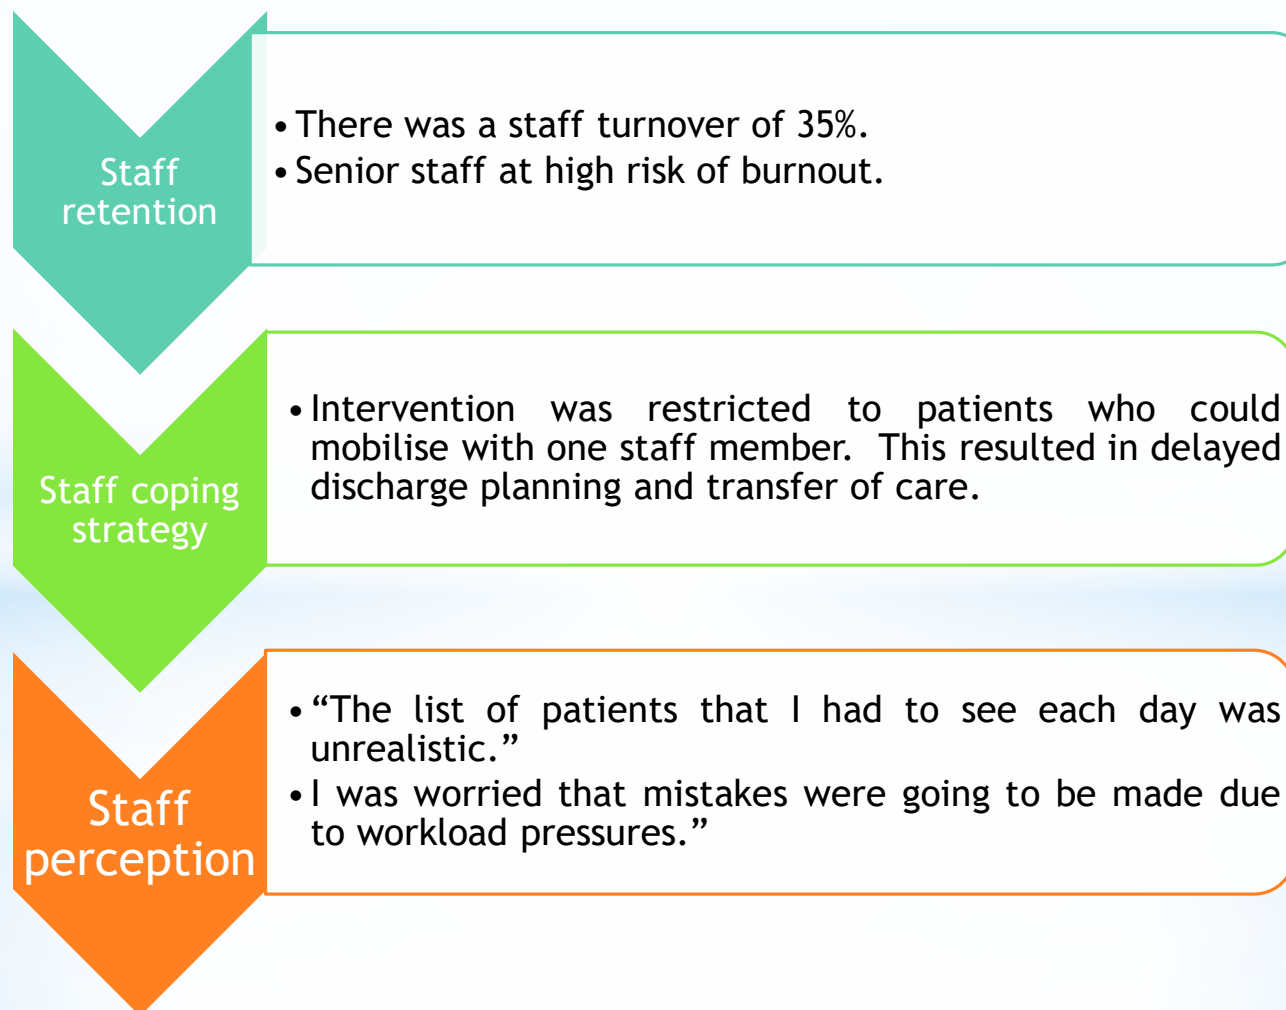 Staff
retention
• There was a staff turnover of 35%.
• Senior staff at high risk of burnout.
Staff coping
strategy
• Intervention was restricted to patients who could
mobilise with one staff member.  This resulted in delayed
discharge planning and transfer of care.
Staff
perception
• “The list of patients that I had to see each day was
unrealistic.”
• I was worried that mistakes were going to be made due
to workload pressures.”